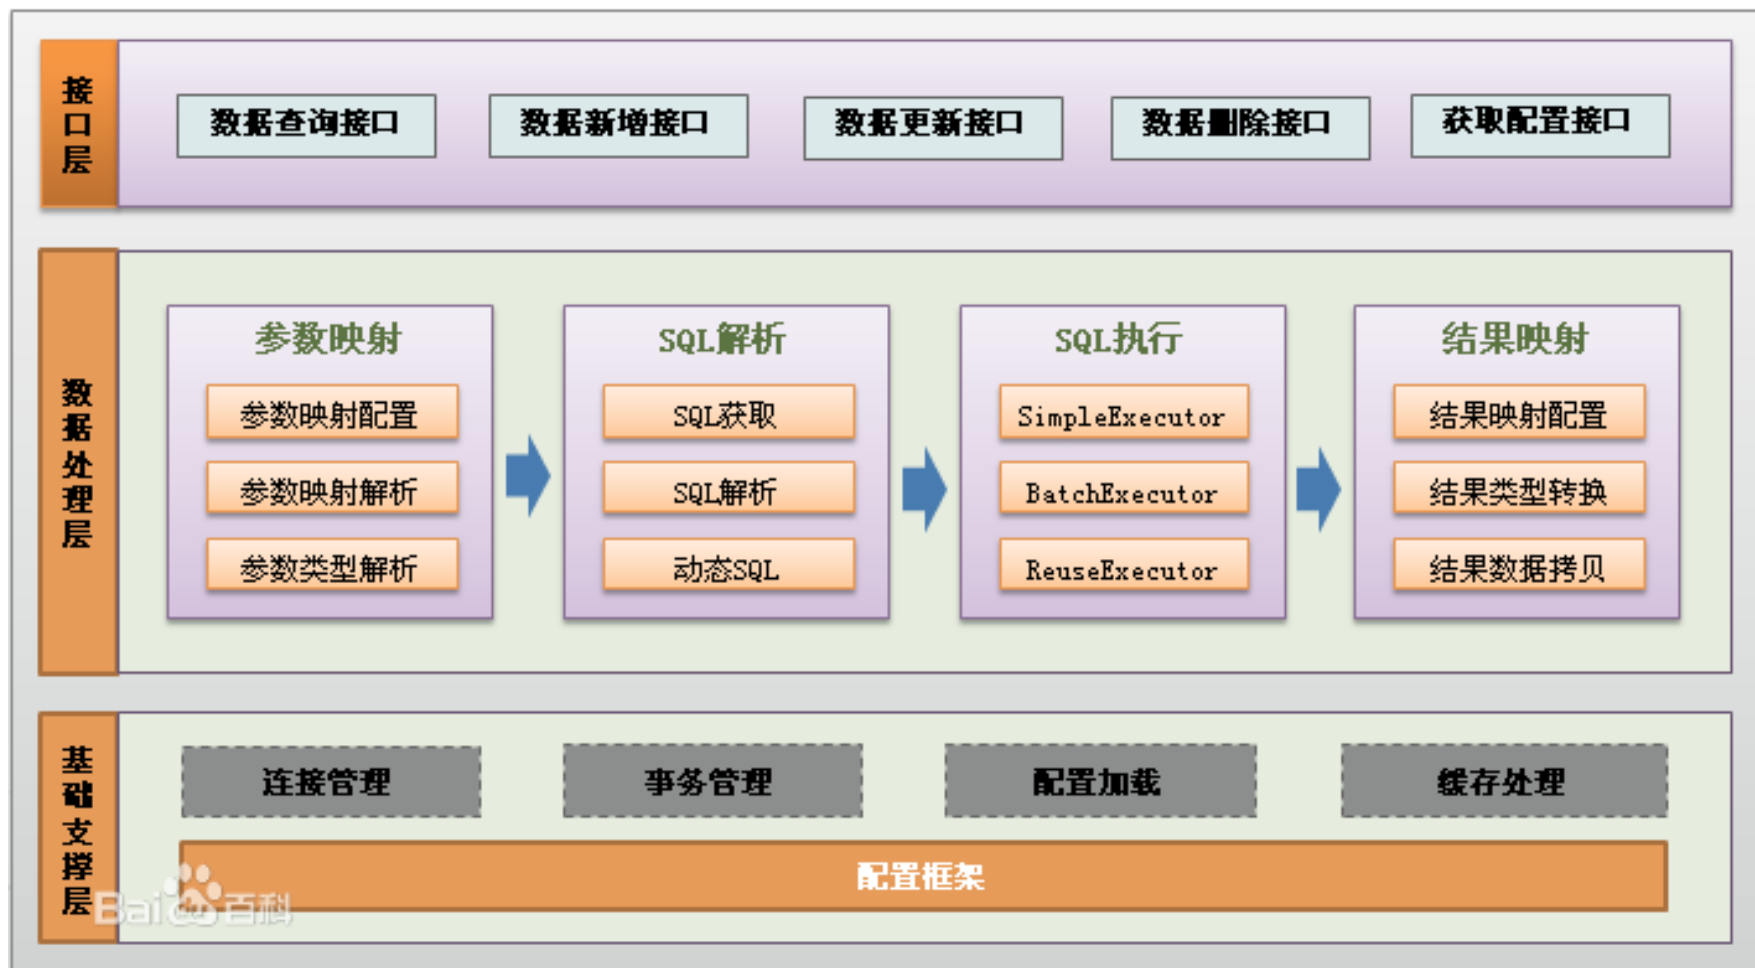 接口层
数据查询接口
数据新增接口
数据更新接口
数据删除接口
获取配置接口
数据处理层
参数映射
参数映射配置
参数映射解析
参数类型解析
SQL解析
SQL获取
SQL解析
动态SQL
SQL执行
SimpleExecutor
BatchExecutor
ReuseExecutor
结果映射
结果映射配置
结果类型转换
结果数据拷贝
基础支撑层
连接管理
事务管理
配置加载
缓存处理
配置框架
Bai du 百科